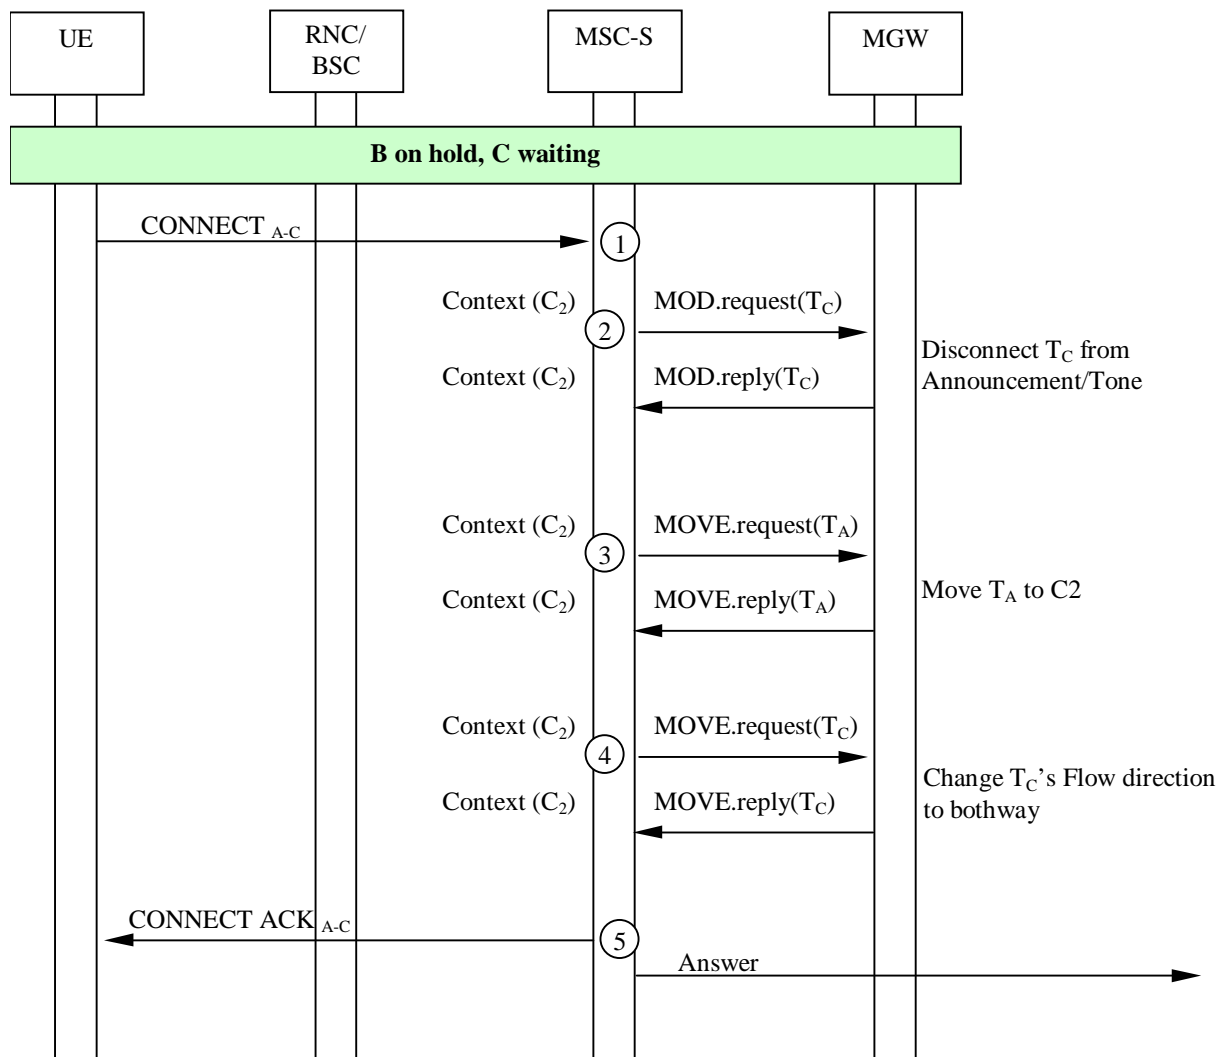 UE
RNC/
BSC
MSC-S
MGW
B on hold, C waiting
CONNECT A-C
1
Context (C2)
MOD.request(TC)
2
Disconnect TC from
Announcement/Tone
Context (C2)
MOD.reply(TC)
Context (C2)
MOVE.request(TA)
3
Move TA to C2
Context (C2)
MOVE.reply(TA)
Context (C2)
MOVE.request(TC)
4
Change TC’s Flow direction
to bothway
Context (C2)
MOVE.reply(TC)
CONNECT ACK A-C
5
Answer